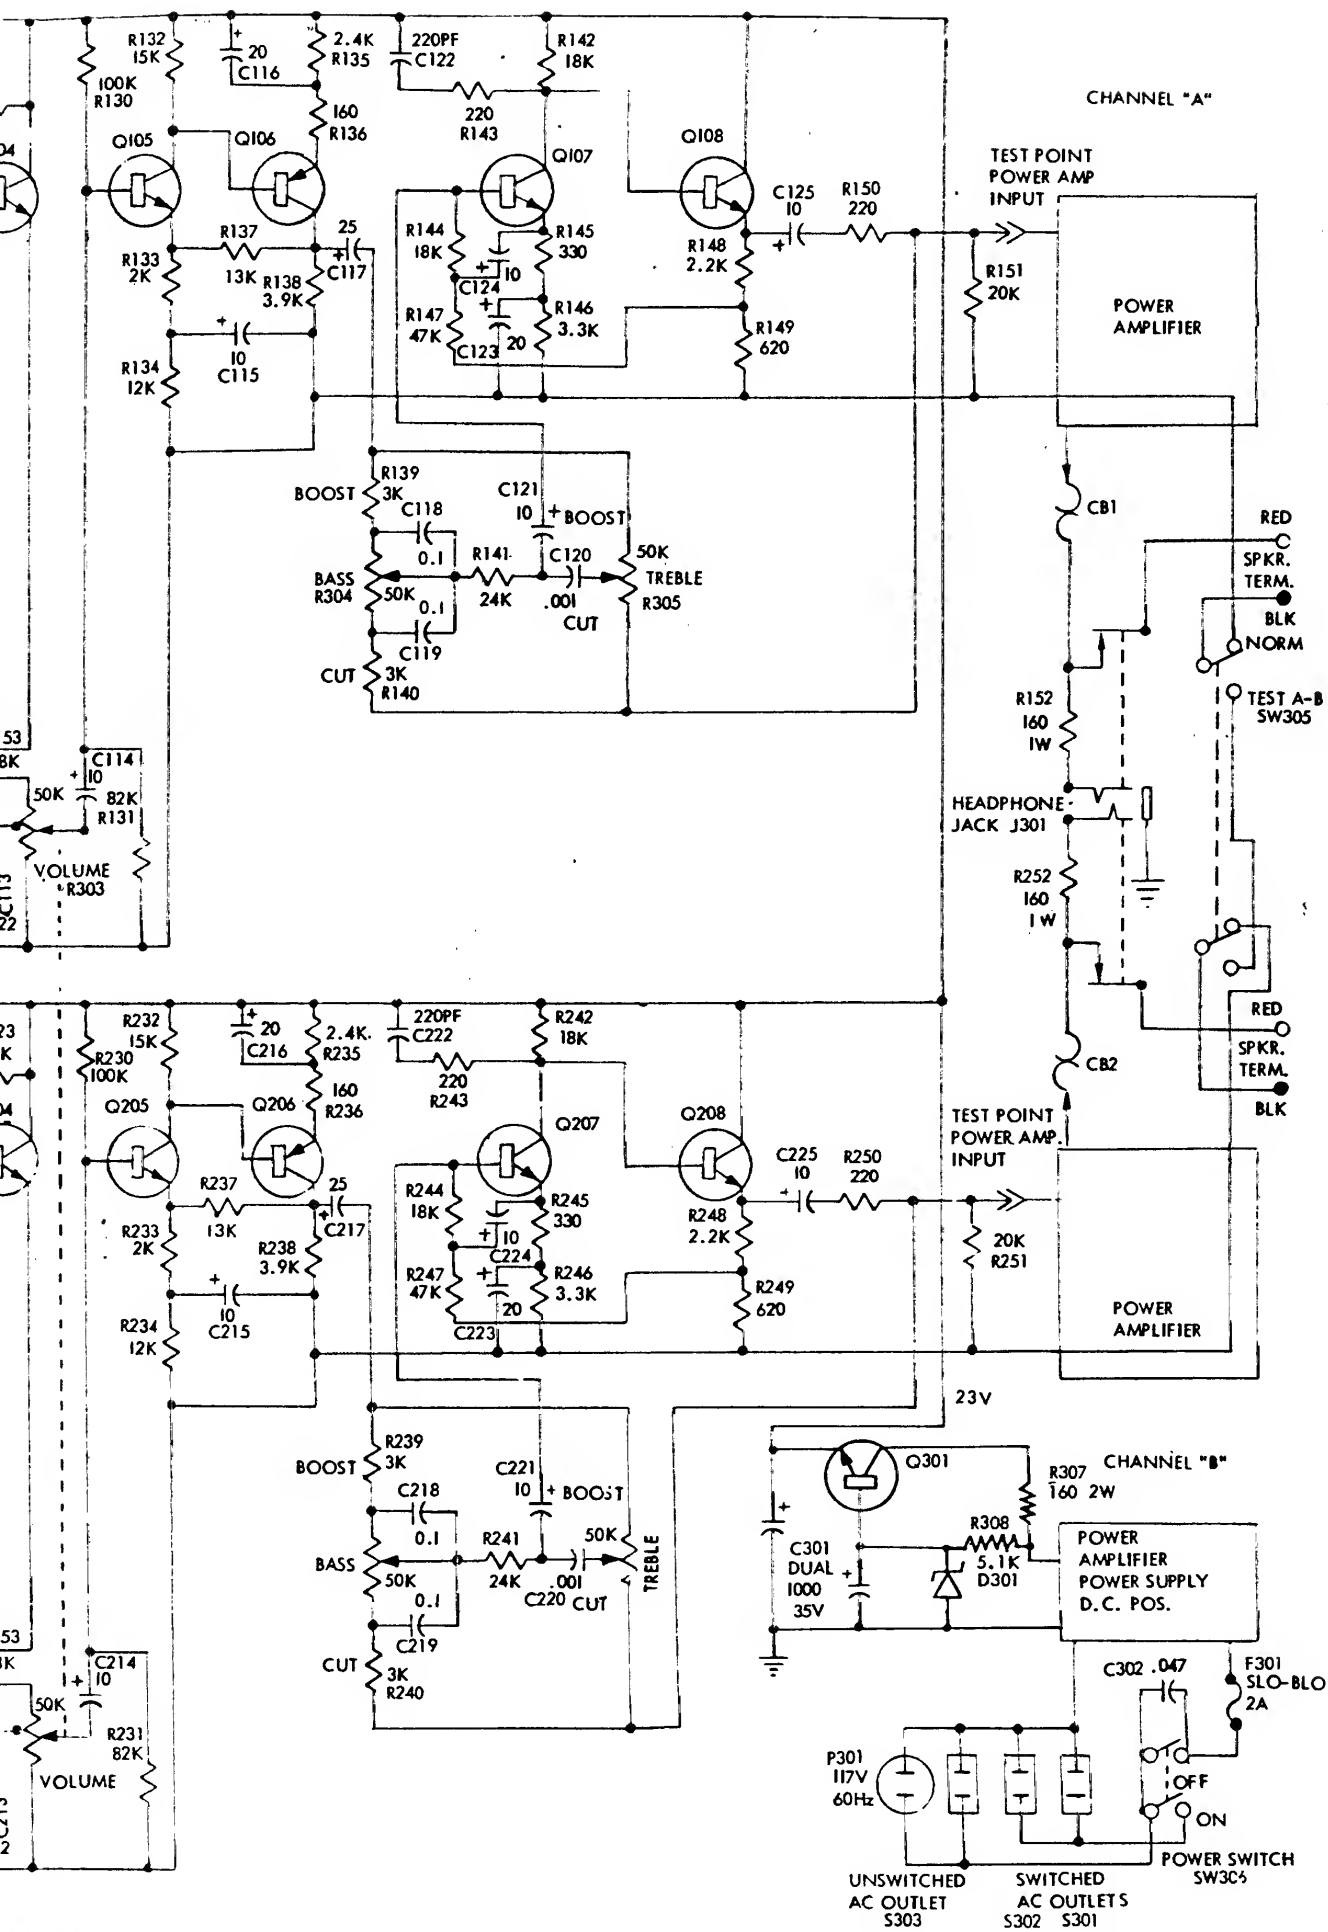 R132
15K
20
C116
2.4K
R135
220PF
C122
R142
18K
100K
R130
160
R136
220
R143
CHANNEL "A"
04
Q105
Q106
Q107
Q108
TEST POINT
POWER AMP
INPUT
C125
10
R150
220
R137
13K
25
C117
R144
18K
R145
330
R148
2.2K
R133
2K
R138
3.9K
C124
10
R151
20K
R147
47K
R146
3.3K
C123
20
R149
620
POWER
AMPLIFIER
10
C115
R134
12K
BOOST
R139
3K
C118
0.1
C121
10
+ BOOST
CB1
RED
SPKR.
TERM.
BLK
R141
24K
C120
.001
CUT
50K
TREBLE
R305
BASS
R304
50K
0.1
C119
CUT
3K
R140
NORM
TEST A-B
SW305
R152
160
1W
53
8K
C114
10
50K
82K
R131
HEADPHONE
JACK J301
VOLUME
R303
C113
22
R252
160
1W
R232
15K
20
C216
2.4K
R235
220PF
C222
R242
18K
23
K
R230
100K
160
R236
220
R243
CB2
RED
SPKR.
TERM.
BLK
04
Q205
Q206
Q207
Q208
TEST POINT
POWER AMP.
INPUT
C225
10
R250
220
R237
13K
25
C217
R244
18K
R245
330
R248
2.2K
R233
2K
R238
3.9K
10
C224
20K
R251
R247
47K
R246
3.3K
R249
620
20
C223
10
C215
R234
12K
POWER
AMPLIFIER
23V
BOOST
R239
3K
C218
0.1
C221
10
+ BOOST
Q301
CHANNEL "B"
R307
160 2W
R241
24K
50K
TREBLE
BASS
50K
.001
C220 CUT
0.1
C219
CUT
3K
R240
C301
DUAL
1000
35V
R308
5.1K
D301
POWER
AMPLIFIER
POWER SUPPLY
D.C. POS.
53
8K
C214
10
50K
R231
82K
VOLUME
C213
2
C302 .047
F301
SLO-BLO
2A
P301
117V
60Hz
OFF
ON
POWER SWITCH
SW306
UNSWITCHED
AC OUTLET
S303
SWITCHED
AC OUTLETS
S302 S301